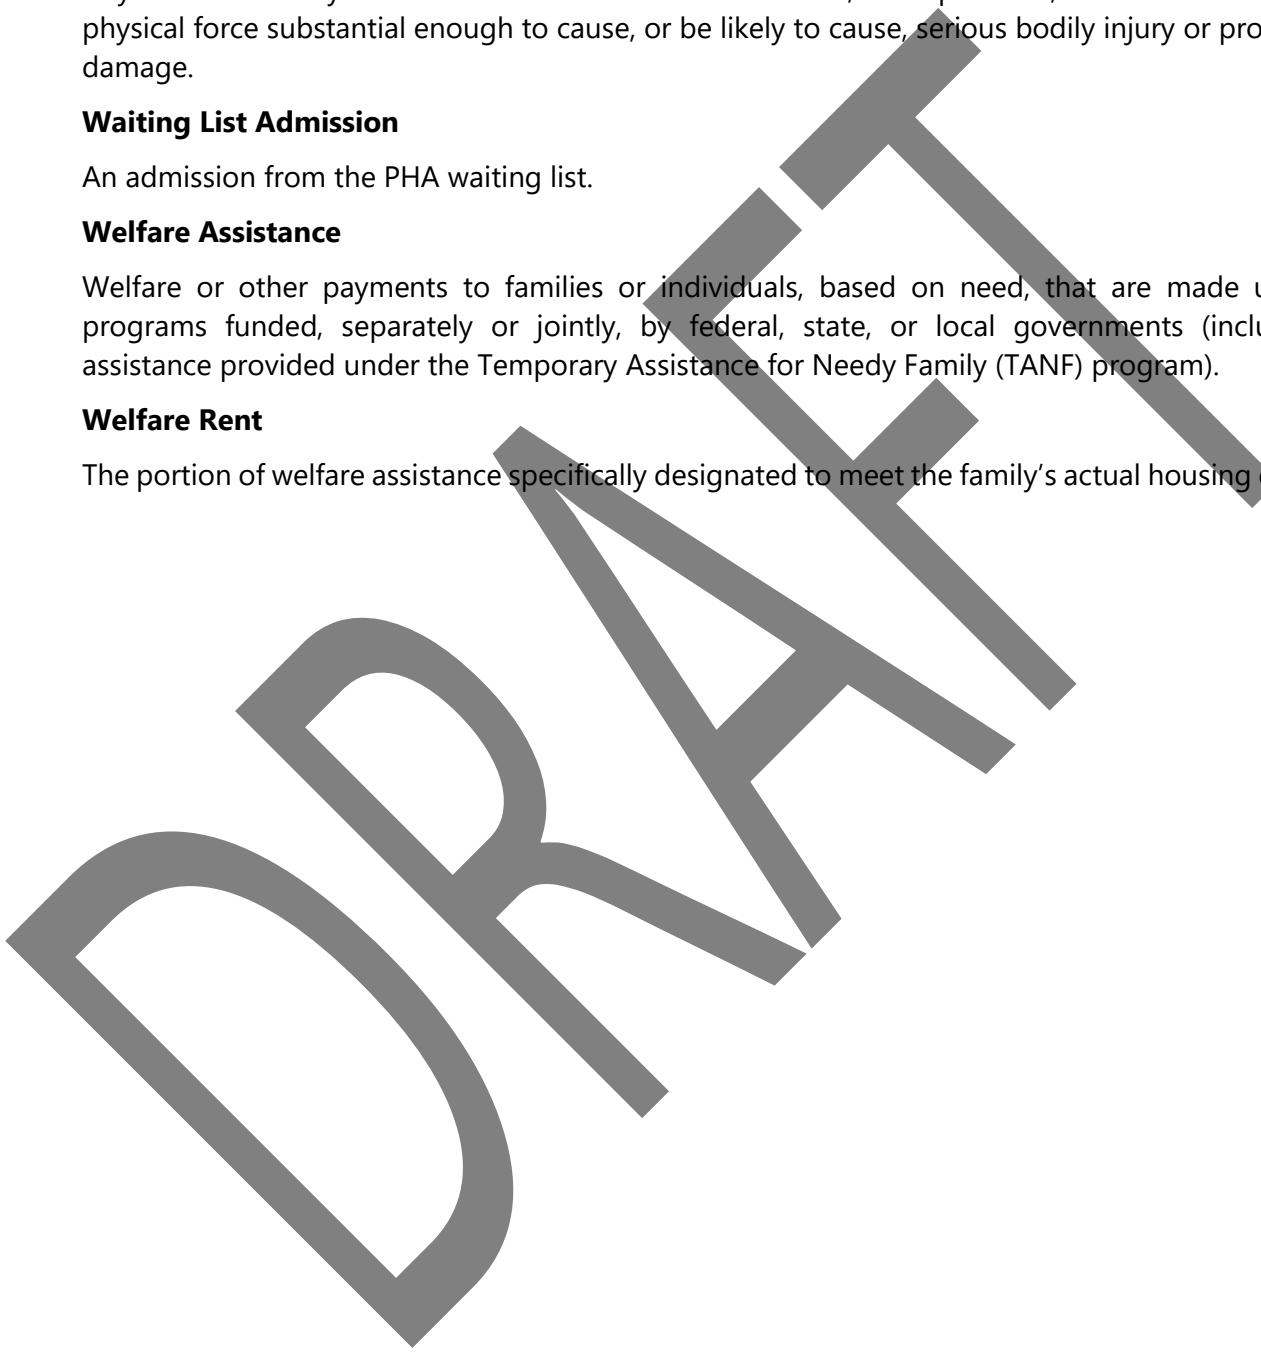 physical force substantial enough to cause, or be likely to cause, serious bodily injury or
damage.
Waiting List Admission
An admission from the PHA waiting list.
Welfare Assistance
Welfare or other payments to families or individuals, based on need, that are made
programs funded, separately or jointly, by federal, state, or local governments
assistance provided under the Temporary Assistance for Needy Family (TANF) program).
Welfare Rent
The portion of welfare assistance specifically designated to meet the family’s actual housing
DRAFT